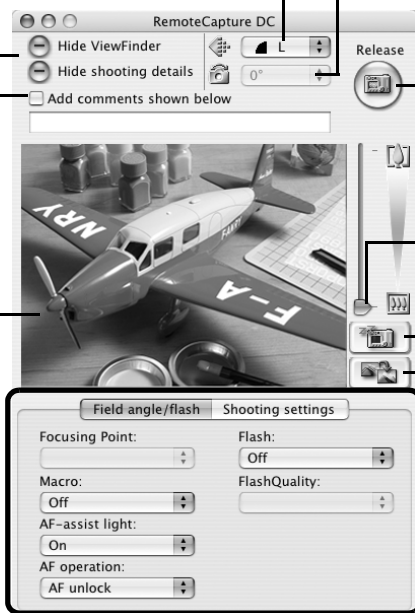 RemoteCapture DC
Hide ViewFinder
L
Release
Hide shooting details
0°
Add comments shown below
NRY
FANKY
F-A
Field angle/flash
Shooting settings
Focusing Point:
Flash:
Off
Macro:
FlashQuality:
Off
AF-assist light:
On
AF operation:
AF unlock